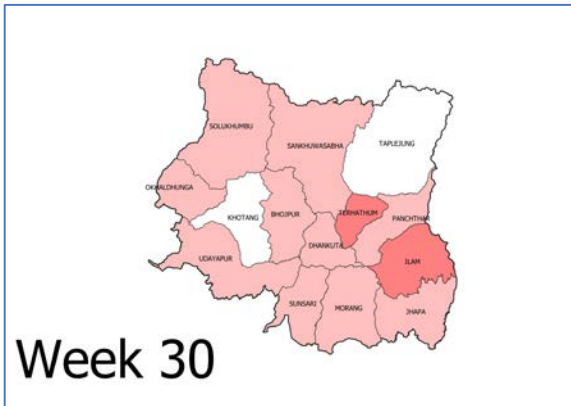 SOLUKHUMBU
TAPLEJUNG
SANKHUWASABHA
OKHALDHUNGA
KHOTANG
BHOJPUR
TERHATHUM
PANCHTHAR
DHANKUTA
UDAYAPUR
ILAM
SUNSARI
MORANG
JHAPA
Week 30